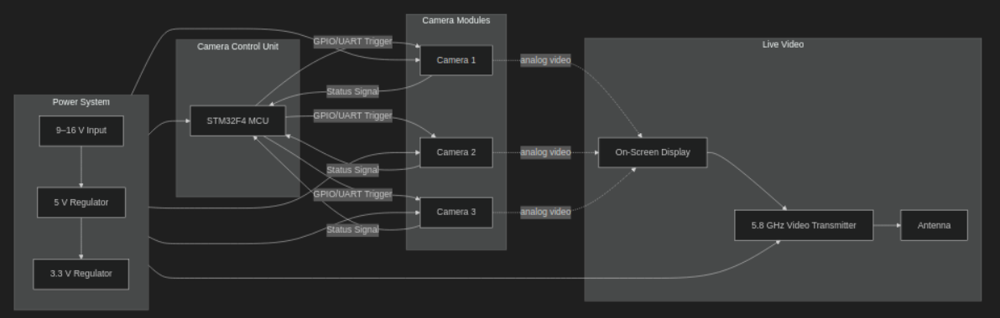 Power System
9–16 V Input
5 V Regulator
3.3 V Regulator
Camera Control Unit
STM32F4 MCU
GPIO/UART Trigger
Status Signal
GPIO/UART Trigger
Status Signal
GPIO/UART Trigger
Status Signal
Camera Modules
Camera 1
Camera 2
Camera 3
analog video
analog video
analog video
Live Video
On-Screen Display
5.8 GHz Video Transmitter
Antenna